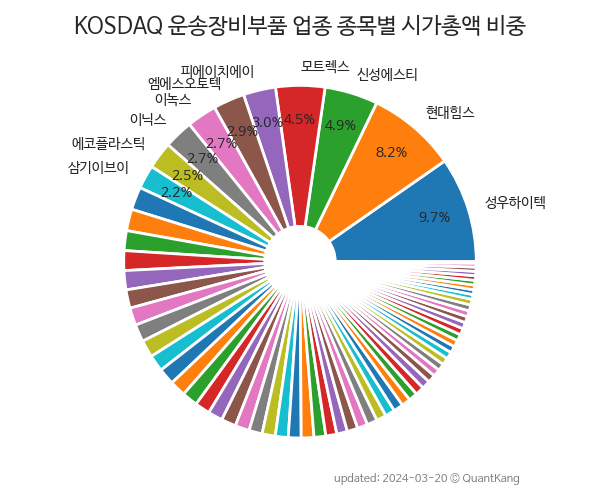 KOSDAQ 운송장비부품 업종 종목별 시가총액 비중
모트렉스
피에이치에이
신성에스티
엠에스오토텍
이녹스
현대힘스
이닉스
에코플라스틱
삼기이브이
성우하이텍
4.5%
3.0%
4.9%
2.9%
2.7%
8.2%
2.7%
2.5%
2.2%
9.7%
updated: 2024-03-20 © QuantKang